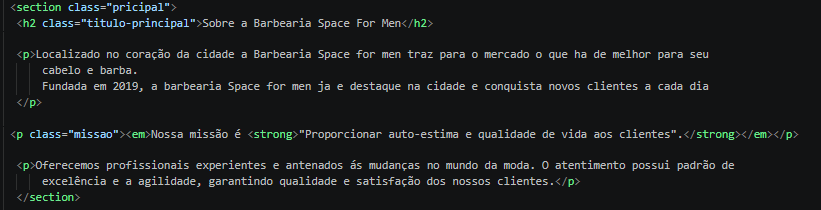 <section class="pricipal">
<h2 class="titulo-principal">Sobre a Barbearia Space For Men</h2>
<p>Localizado no coração da cidade a Barbearia Space for men traz para o mercado o que ha de melhor para seu
cabelo e barba.
Fundada em 2019, a barbearia Space for men ja e destaque na cidade e conquista novos clientes a cada dia
</p>
<p class="missao"><em>Nossa missão é <strong>"Proporcionar auto-estima e qualidade de vida aos clientes".</strong></em></p>
<p>Oferecemos profissionais experientes e antenados ás mudanças no mundo da moda. O atentimento possui padrão de
excelência e a agilidade, garantindo qualidade e satisfação dos nossos clientes.</p>
</section>